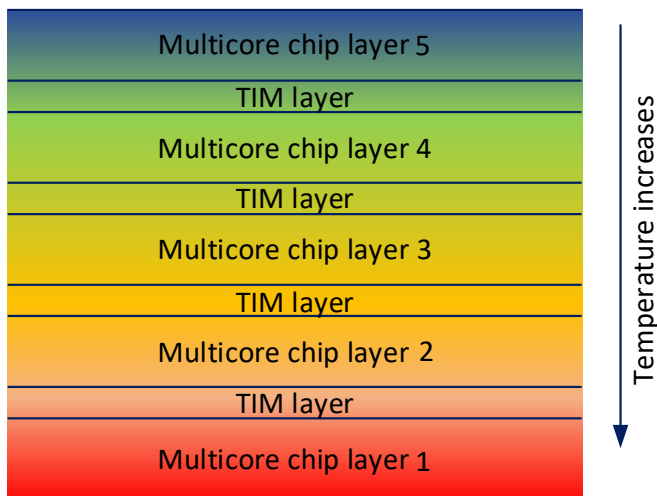 Multicore chip layer 5
TIM layer
Multicore chip layer 4
TIM layer
Multicore chip layer 3
TIM layer
Multicore chip layer 2
TIM layer
Multicore chip layer 1
Temperature increases